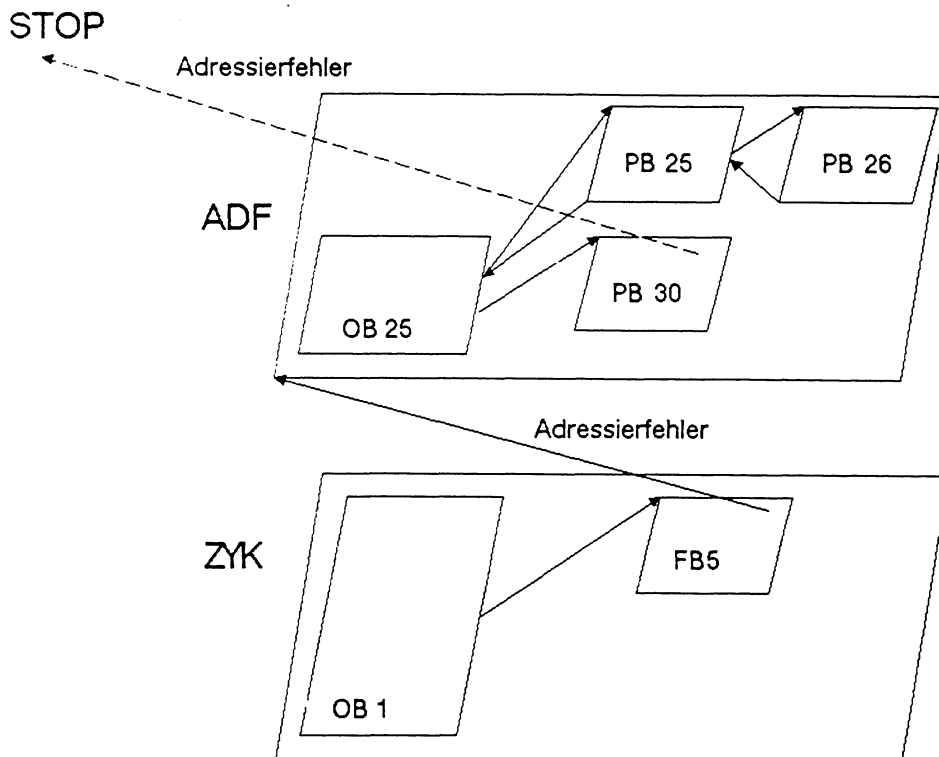 STOP
Adressierfehler
PB 25
PB 26
ADF
PB 30
OB 25
Adressierfehler
ZYK
FB5
OB 1